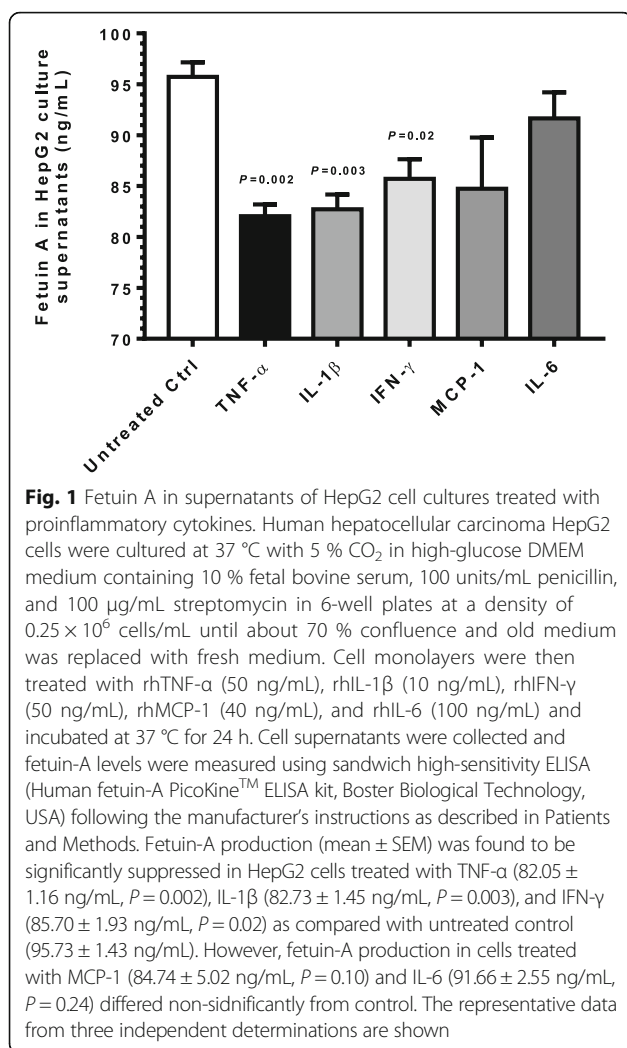 Fetuin A in HepG2 culture
supernatants (ng/mL)
100
95
90
85
80
75
70
P=0.002
P=0.003
P=0.02
Untreated Ctrl
TNF-α
IL-1β
IFN-γ
MCP-1
IL-6
Fig. 1 Fetuin A in supernatants of HepG2 cell cultures treated with
proinflammatory cytokines. Human hepatocellular carcinoma HepG2
cells were cultured at 37 °C with 5 % CO₂ in high-glucose DMEM
medium containing 10 % fetal bovine serum, 100 units/mL penicillin,
and 100 μg/mL streptomycin in 6-well plates at a density of
0.25 × 10⁶ cells/mL until about 70 % confluence and old medium
was replaced with fresh medium. Cell monolayers were then
treated with rhTNF-α (50 ng/mL), rhIL-1β (10 ng/mL), rhIFN-γ
(50 ng/mL), rhMCP-1 (40 ng/mL), and rhIL-6 (100 ng/mL) and
incubated at 37 °C for 24 h. Cell supernatants were collected and
fetuin-A levels were measured using sandwich high-sensitivity ELISA
(Human fetuin-A PicoKine™ ELISA kit, Boster Biological Technology,
USA) following the manufacturer's instructions as described in Patients
and Methods. Fetuin-A production (mean ± SEM) was found to be
significantly suppressed in HepG2 cells treated with TNF-α (82.05 ±
1.16 ng/mL, P = 0.002), IL-1β (82.73 ± 1.45 ng/mL, P = 0.003), and IFN-γ
(85.70 ± 1.93 ng/mL, P = 0.02) as compared with untreated control
(95.73 ± 1.43 ng/mL). However, fetuin-A production in cells treated
with MCP-1 (84.74 ± 5.02 ng/mL, P = 0.10) and IL-6 (91.66 ± 2.55 ng/mL,
P = 0.24) differed non-sidnificantly from control. The representative data
from three independent determinations are shown